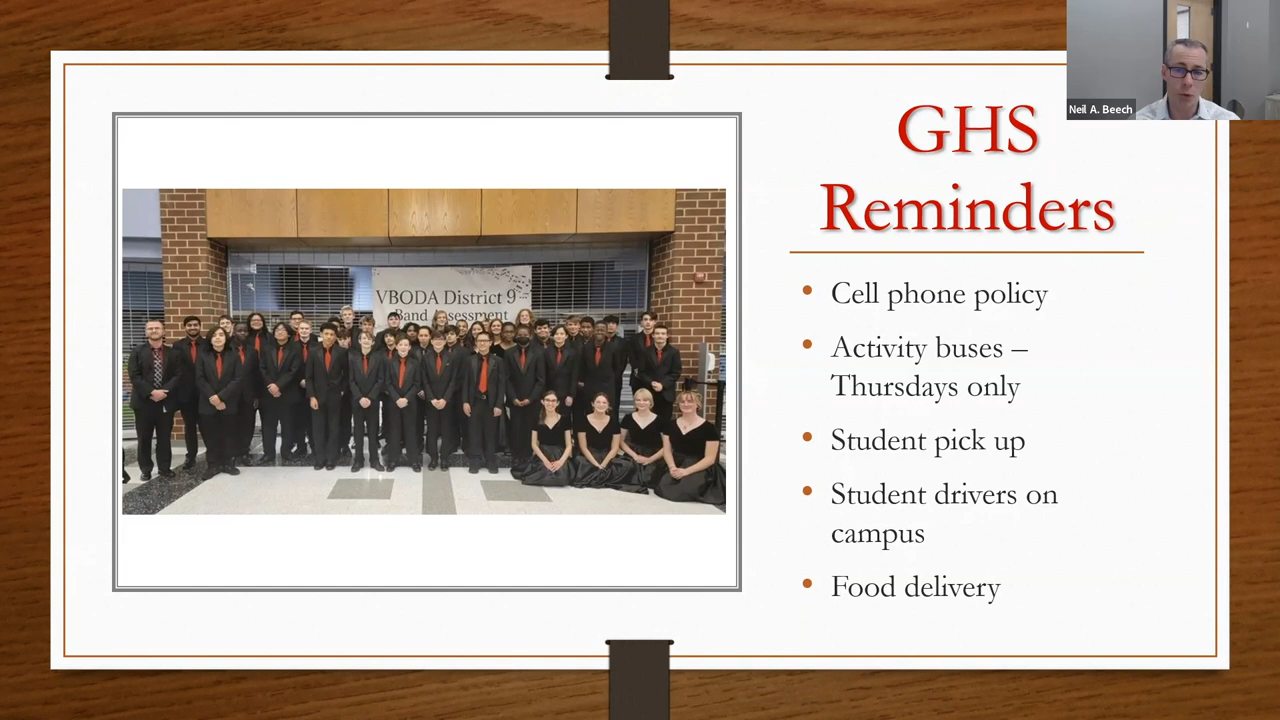 Neil A. Beech
GHS
Reminders
VBODA District 9
Band Assessment
• Cell phone policy
• Activity buses –
Thursdays only
• Student pick up
• Student drivers on
campus
• Food delivery